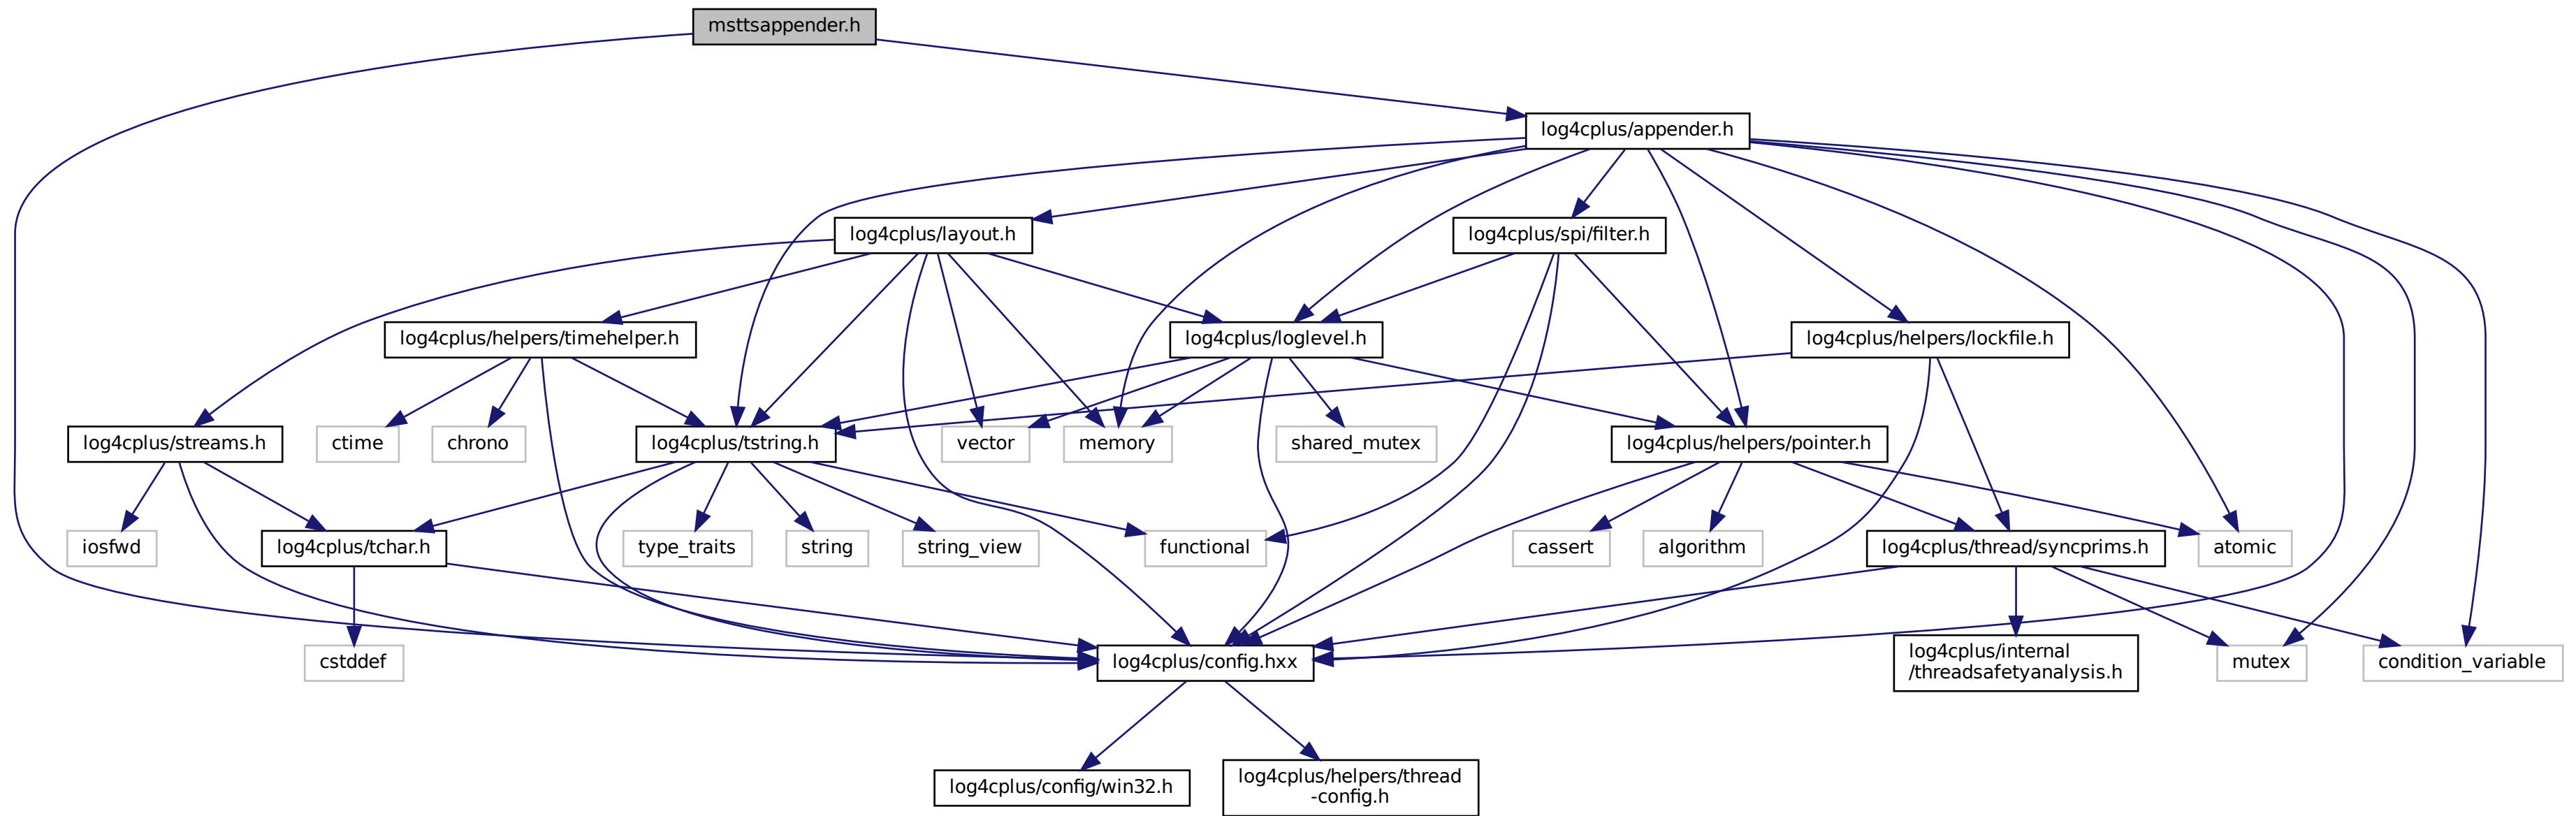 msttsappender.h
log4cplus/appender.h
log4cplus/layout.h
log4cplus/spi/filter.h
log4cplus/helpers/timehelper.h
log4cplus/loglevel.h
log4cplus/helpers/lockfile.h
log4cplus/streams.h
ctime
chrono
log4cplus/tstring.h
vector
memory
shared_mutex
log4cplus/helpers/pointer.h
iosfwd
log4cplus/tchar.h
type_traits
string
string_view
functional
cassert
algorithm
log4cplus/thread/syncprims.h
atomic
cstddef
log4cplus/config.hxx
log4cplus/internal
/threadsafetyanalysis.h
mutex
condition_variable
log4cplus/config/win32.h
log4cplus/helpers/thread
-config.h